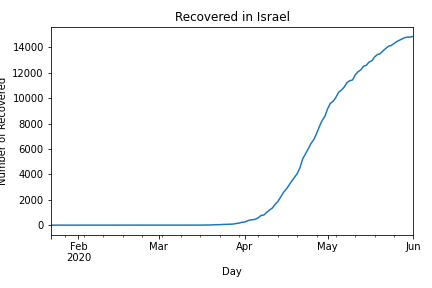 Recovered in Israel
Number of Recovered
14000
12000
10000
8000
6000
4000
2000
0
Feb
2020
Mar
Apr
May
Jun
Day